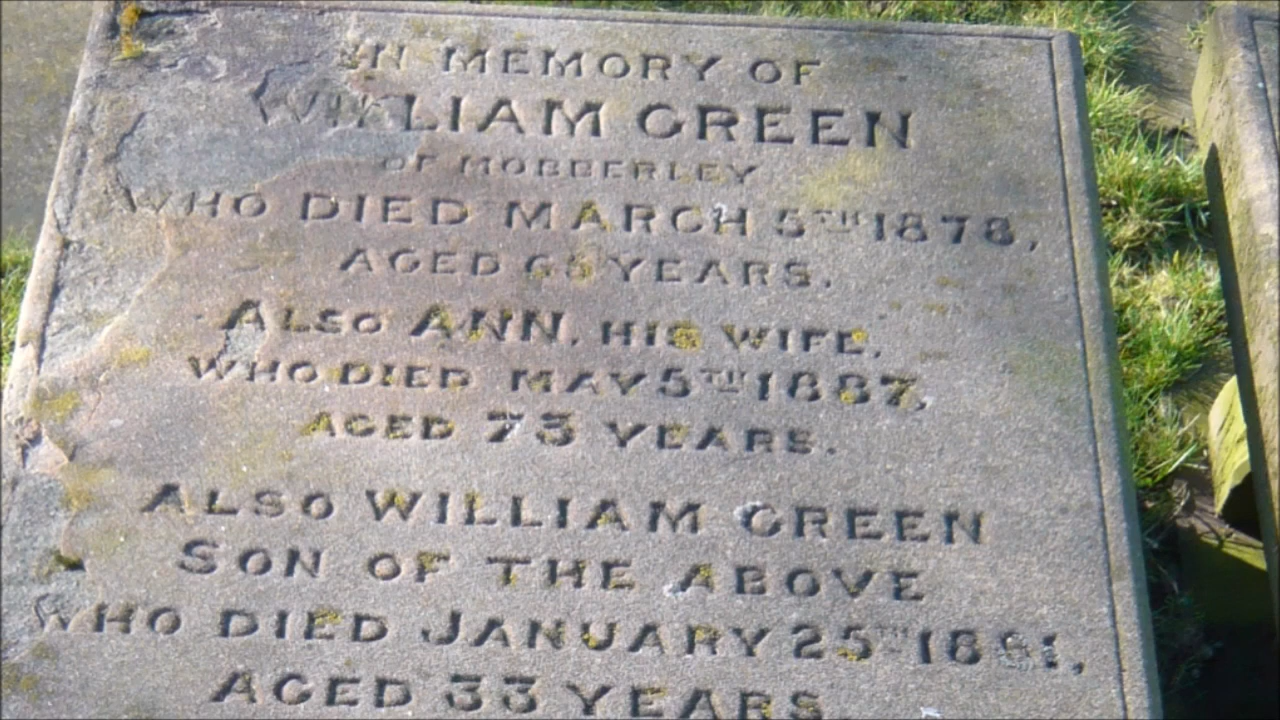 IN MEMORY OF
WILLIAM GREEN
OF MOBBERLEY
WHO DIED MARCH 5TH 1878,
AGED 65 YEARS.
ALSO ANN, HIS WIFE,
WHO DIED MAY 5TH 1887,
AGED 73 YEARS.
ALSO WILLIAM GREEN
SON OF THE ABOVE
WHO DIED JANUARY 25TH
AGED 33 YEARS